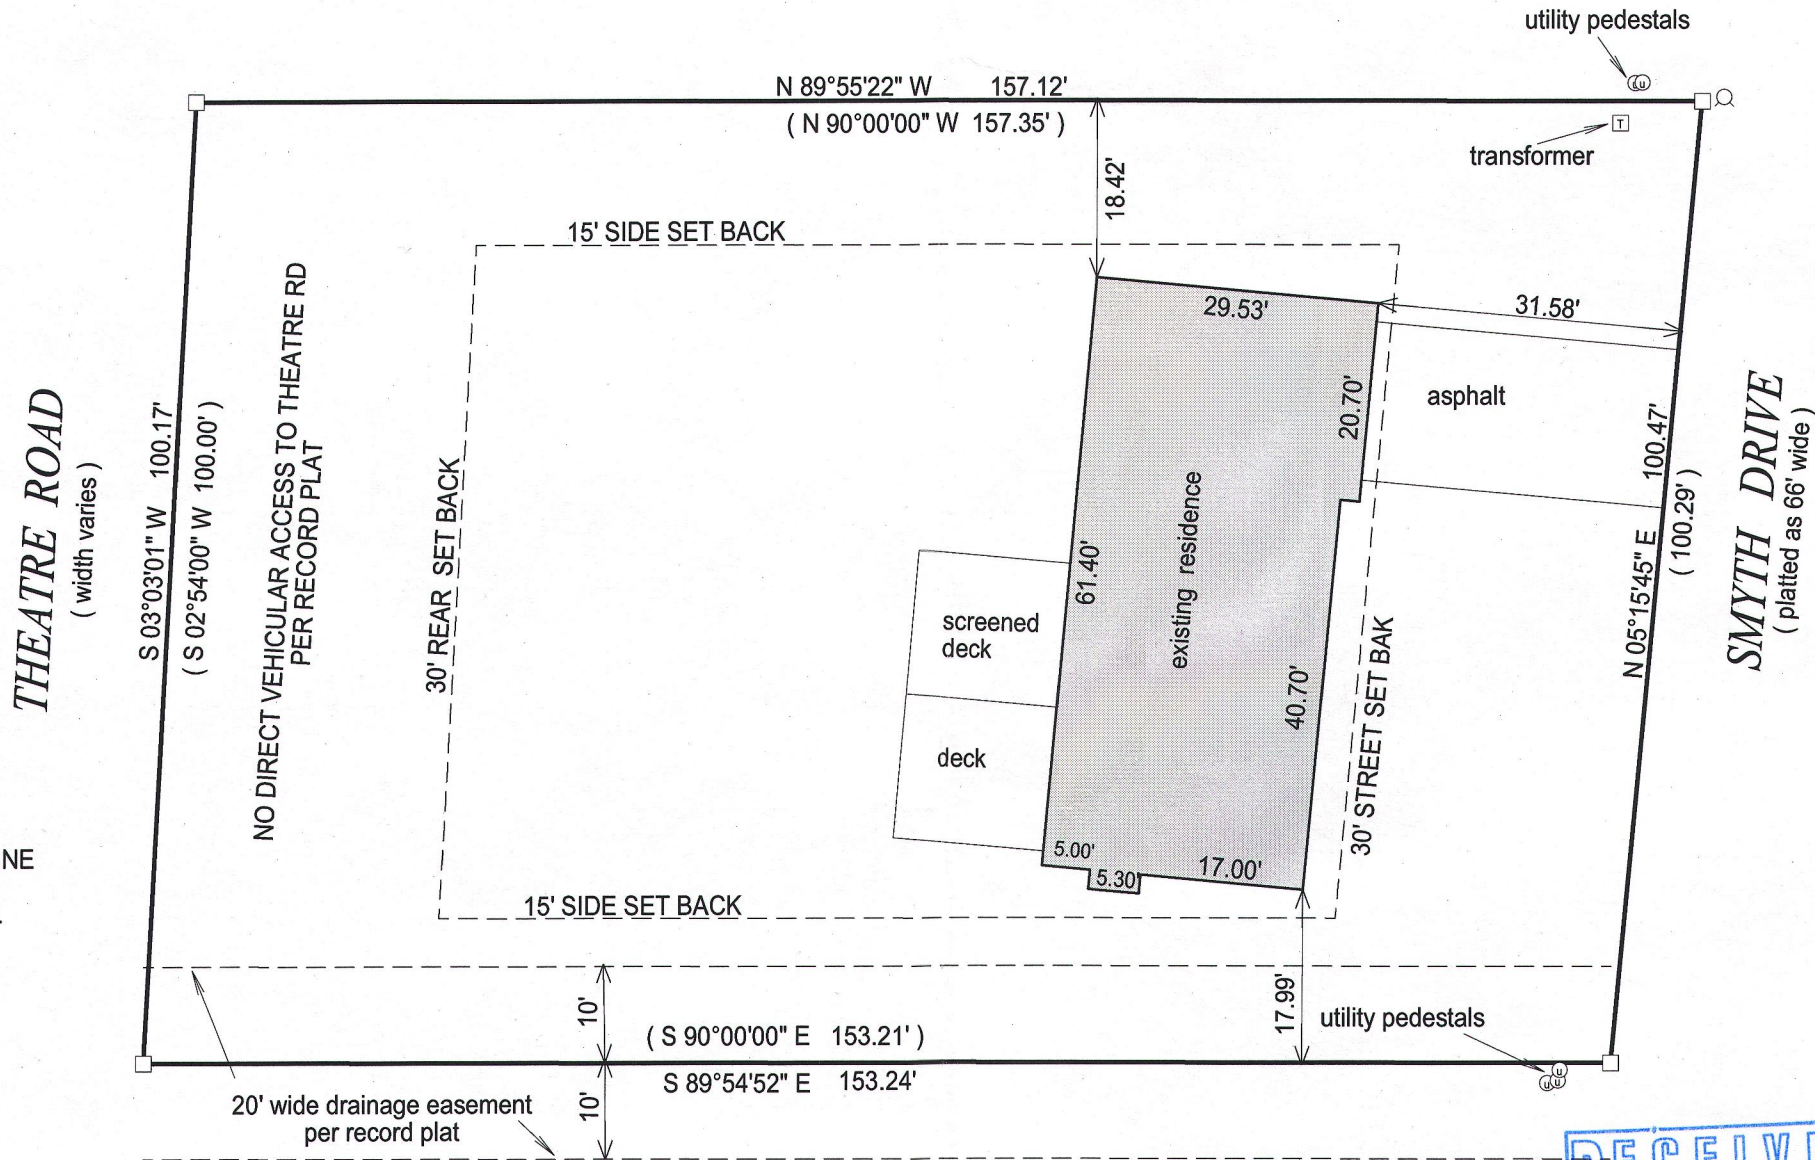 utility pedestals
N 89°55'22" W 157.12'
( N 90°00'00" W 157.35' )
T
transformer
18.42'
15' SIDE SET BACK
29.53'
31.58'
THEATRE ROAD
( width varies )
S 03°03'01" W 100.17'
( S 02°54'00" W 100.00' )
NO DIRECT VEHICULAR ACCESS TO THEATRE RD
PER RECORD PLAT
30' REAR SET BACK
20.70'
asphalt
SMYTH DRIVE
( platted as 66' wide )
N 05°15'45" E 100.47'
( 100.29' )
61.40'
existing residence
screened
deck
40.70'
30' STREET SET BAK
deck
NE
5.00'
5.30'
17.00'
15' SIDE SET BACK
10'
17.99'
utility pedestals
( S 90°00'00" E 153.21' )
S 89°54'52" E 153.24'
u
u
u
u
10'
20' wide drainage easement
per record plat